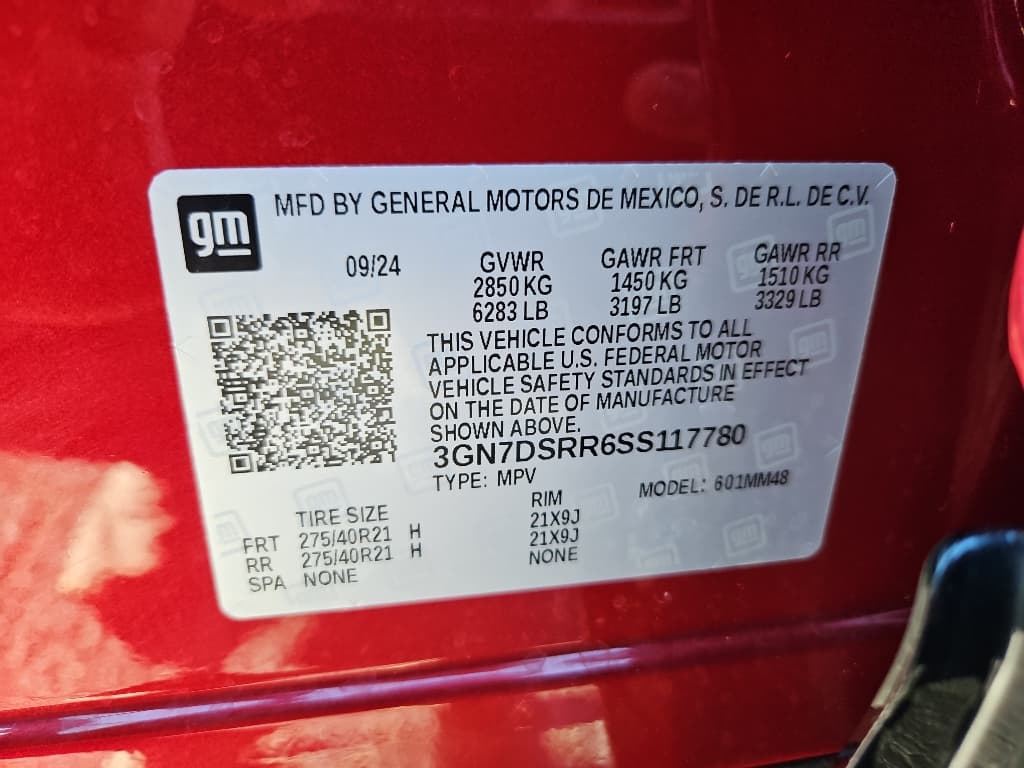 gm
MFD BY GENERAL MOTORS DE MEXICO, S. DE R.L. DE C.V.
09/24 GVWR GAWR FRT GAWR RR
2850 KG 1450 KG 1510 KG
6283 LB 3197 LB 3329 LB
THIS VEHICLE CONFORMS TO ALL
APPLICABLE U.S. FEDERAL MOTOR
VEHICLE SAFETY STANDARDS IN EFFECT
ON THE DATE OF MANUFACTURE
SHOWN ABOVE.
3GN7DSRR6SS117780
TYPE: MPV MODEL: 601MM48
TIRE SIZE RIM
FRT 275/40R21 H 21X9J
RR 275/40R21 H 21X9J
SPA NONE NONE